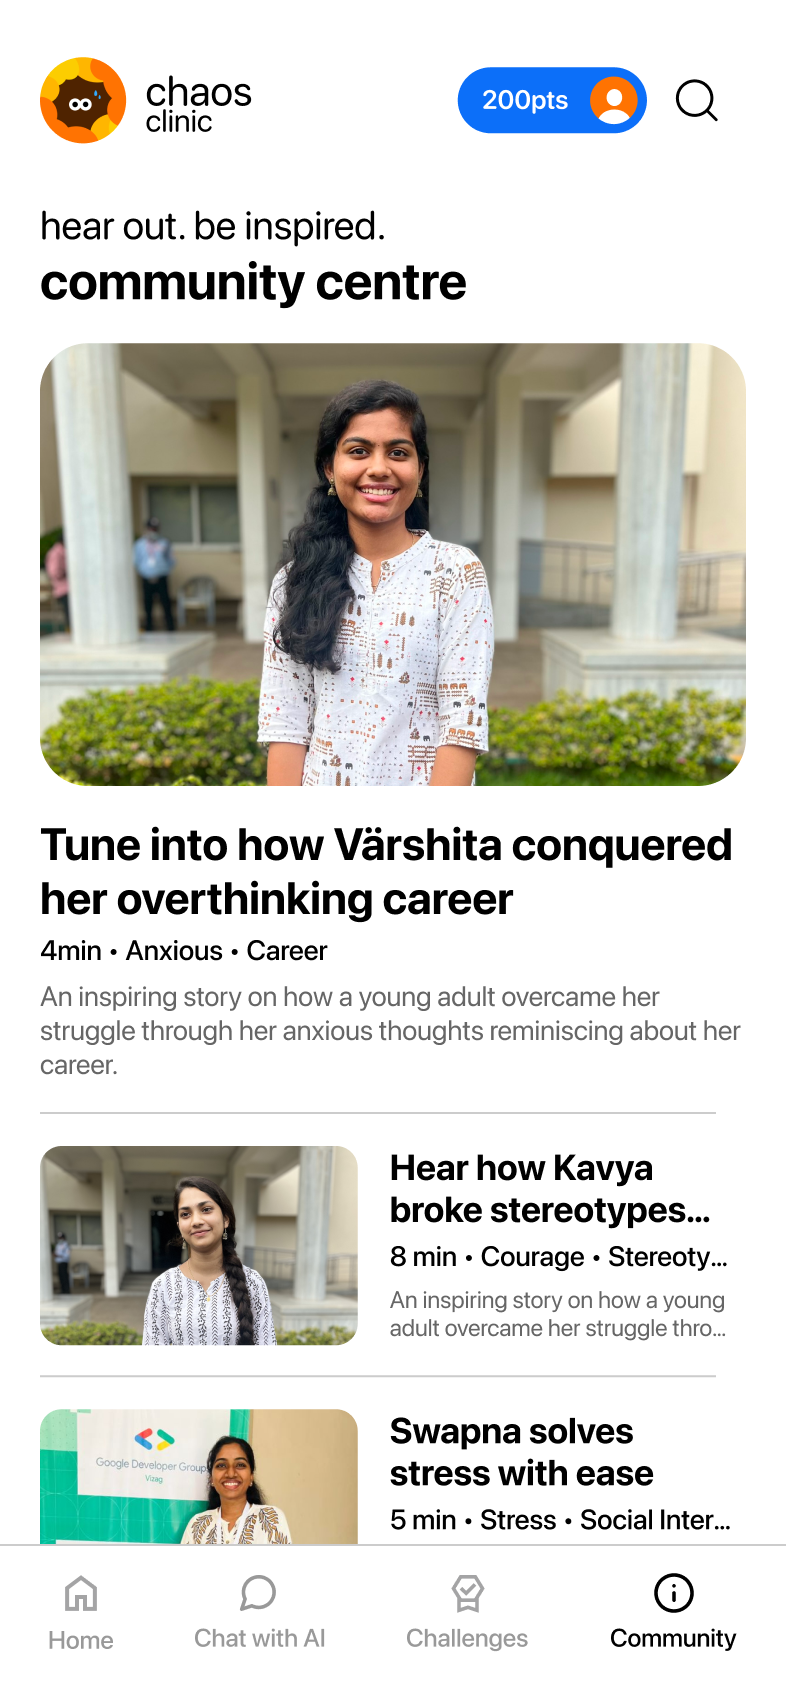 chaos
clinic
200pts
hear out. be inspired.
community centre
Tune into how Värshita conquered
her overthinking career
4min • Anxious • Career
An inspiring story on how a young adult overcame her
struggle through her anxious thoughts reminiscing about her
career.
Hear how Kavya
broke stereotypes...
8 min • Courage • Stereoty...
An inspiring story on how a young
adult overcame her struggle thro...
Google Developer Groups
Vizag
Swapna solves
stress with ease
5 min • Stress • Social Inter...
Home
Chat with AI
Challenges
Community